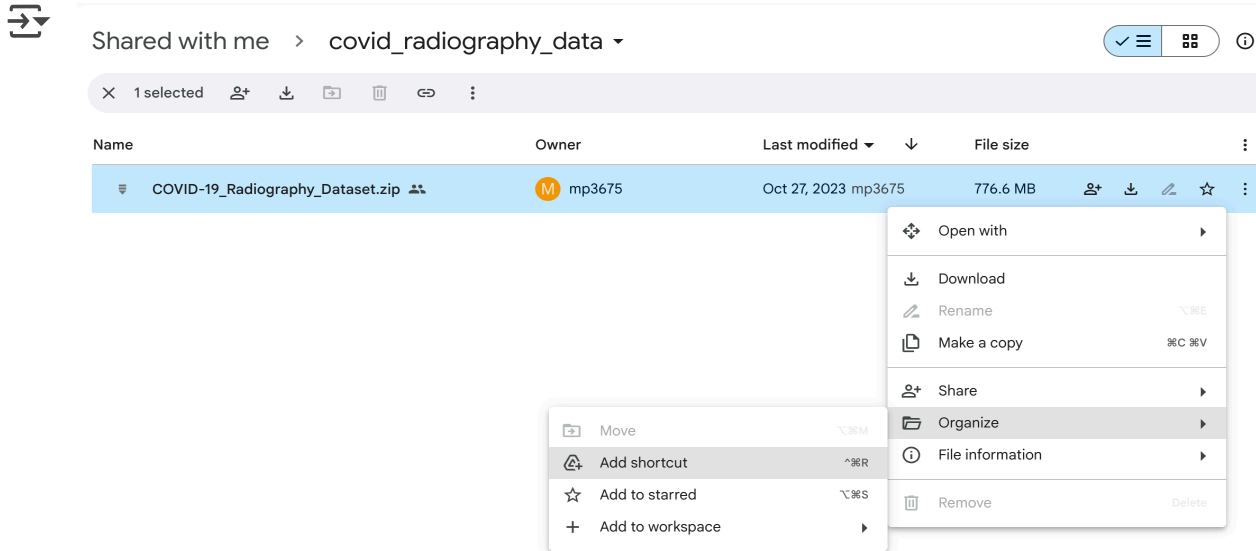 Shared with me > covid_radiography_data
1 selected
Name Owner Last modified File size
COVID-19_Radiography_Dataset.zip M mp3675 Oct 27, 2023 mp3675 776.6 MB
Open with
Download
Rename ⌥⌘E
Make a copy ⌘C ⌘V
Share
Organize
File information
Remove Delete
Move ⌥⌘M
Add shortcut ^⌘R
Add to starred ⌥⌘S
Add to workspace